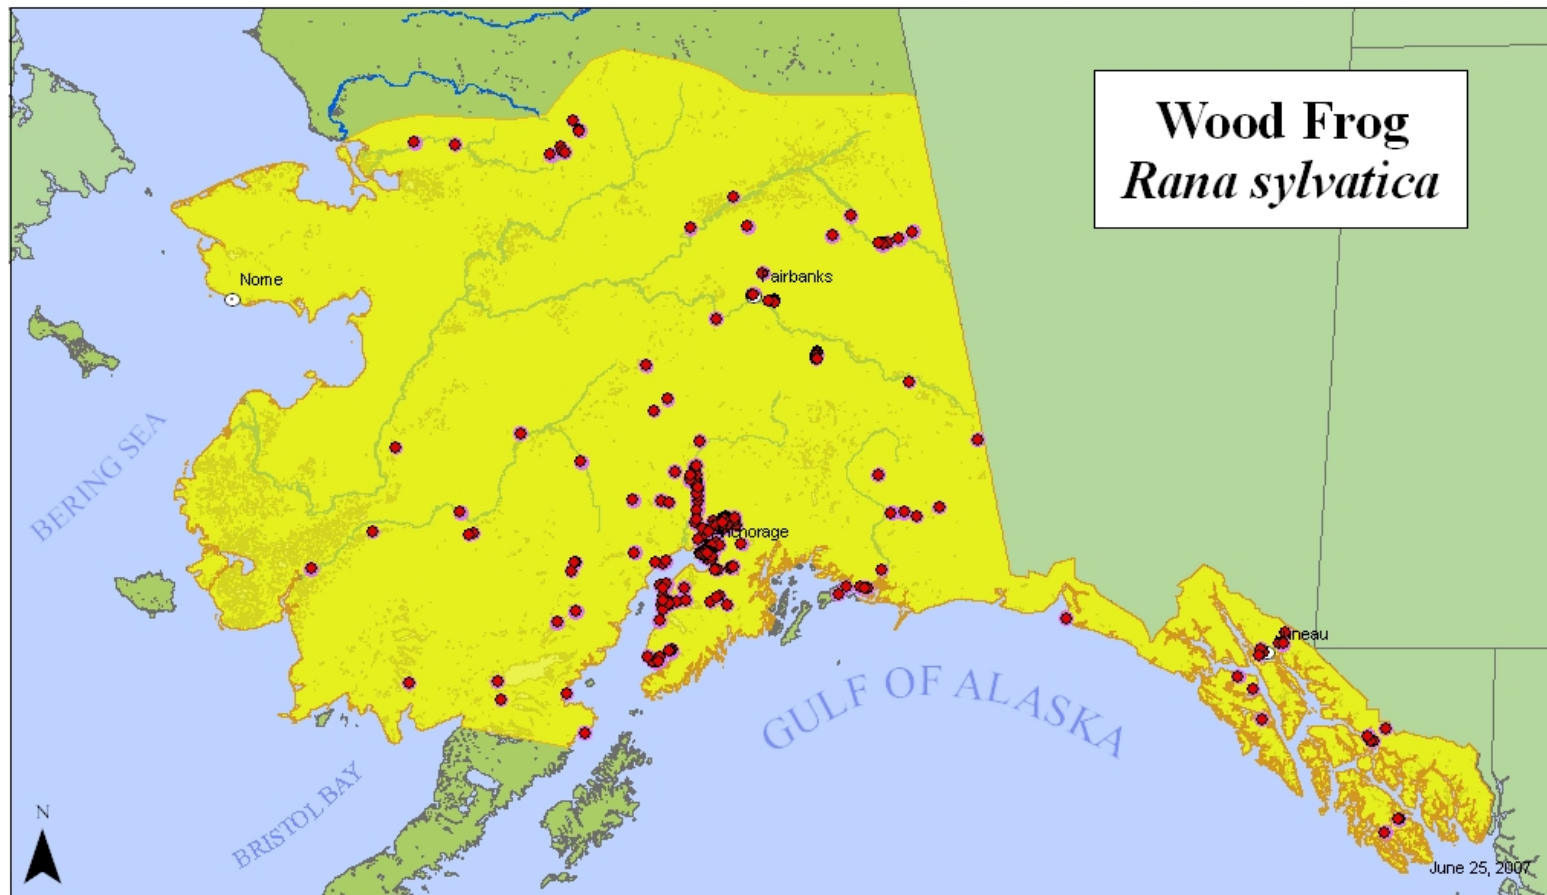 Wood Frog
Rana sylvatica
Nome
Fairbanks
BERING SEA
Anchorage
Juneau
GULF OF ALASKA
BRISTOL BAY
N
June 25, 2007